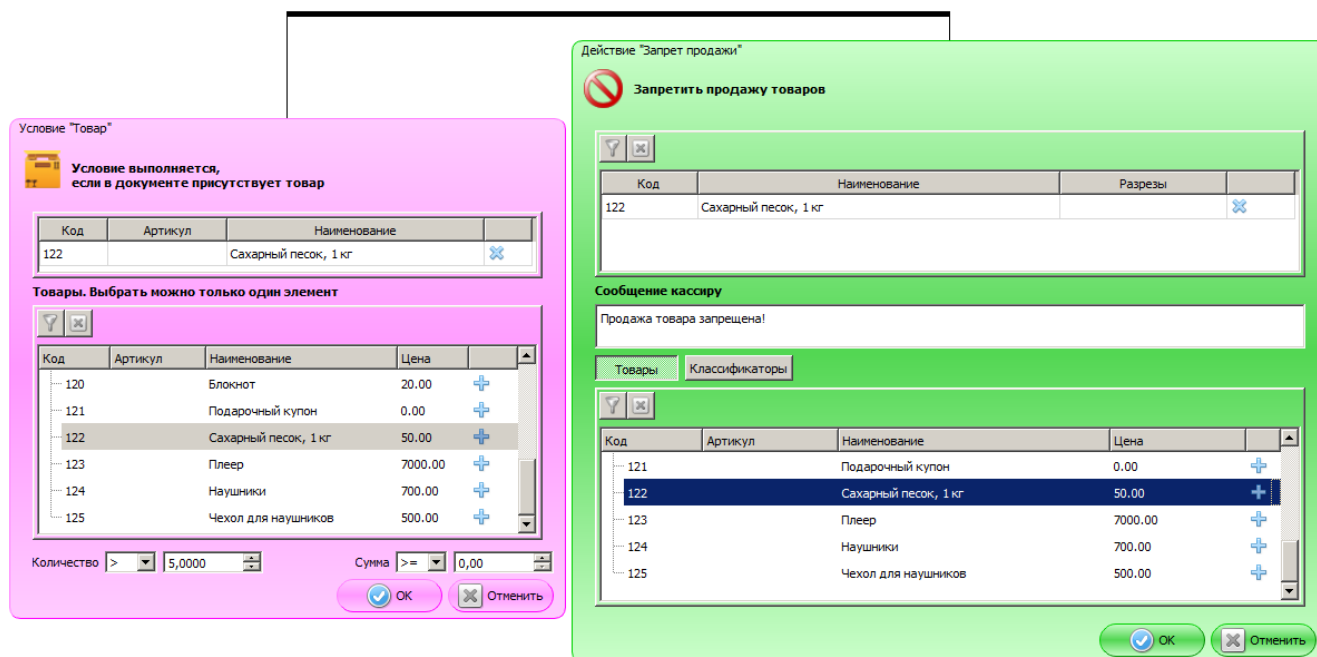 Условие "Товар"
Условие выполняется,
если в документе присутствует товар
Код Артикул Наименование
122 Сахарный песок, 1 кг
Товары. Выбрать можно только один элемент
Код Артикул Наименование Цена
120 Блокнот 20.00
121 Подарочный купон 0.00
122 Сахарный песок, 1 кг 50.00
123 Плеер 7000.00
124 Наушники 700.00
125 Чехол для наушников 500.00
Количество > 5,0000 Сумма >= 0,00
ОК Отменить
Действие "Запрет продажи"
Запретить продажу товаров
Код Наименование Разрезы
122 Сахарный песок, 1 кг
Сообщение кассиру
Продажа товара запрещена!
Товары Классификаторы
Код Артикул Наименование Цена
121 Подарочный купон 0.00
122 Сахарный песок, 1 кг 50.00
123 Плеер 7000.00
124 Наушники 700.00
125 Чехол для наушников 500.00
ОК Отменить